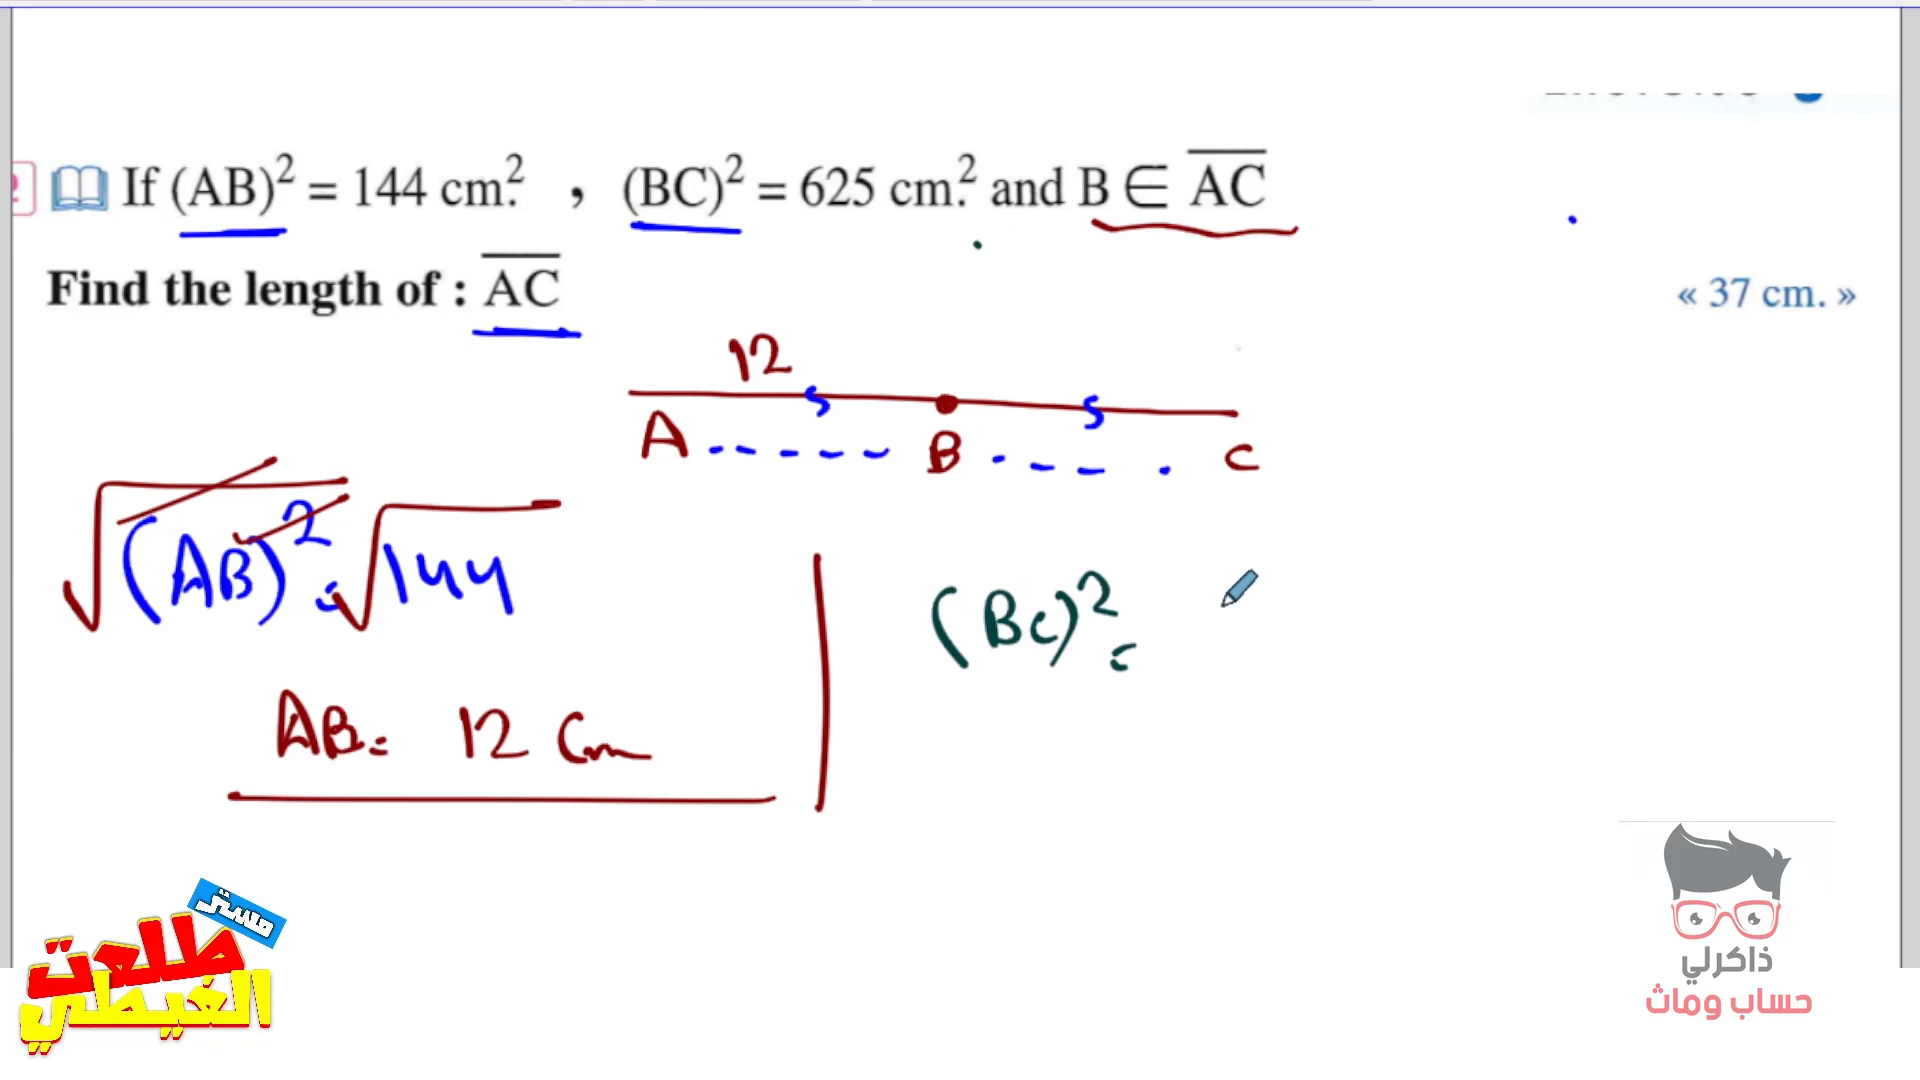 If (AB)² = 144 cm², (BC)² = 625 cm² and B ∈ AC
Find the length of : AC
« 37 cm. »
12
A B C
√(AB)² = √144
(BC)² =
AB = 12 Cm
مستر
طلعت
الغيطي
ذاكرلي
حساب وماث